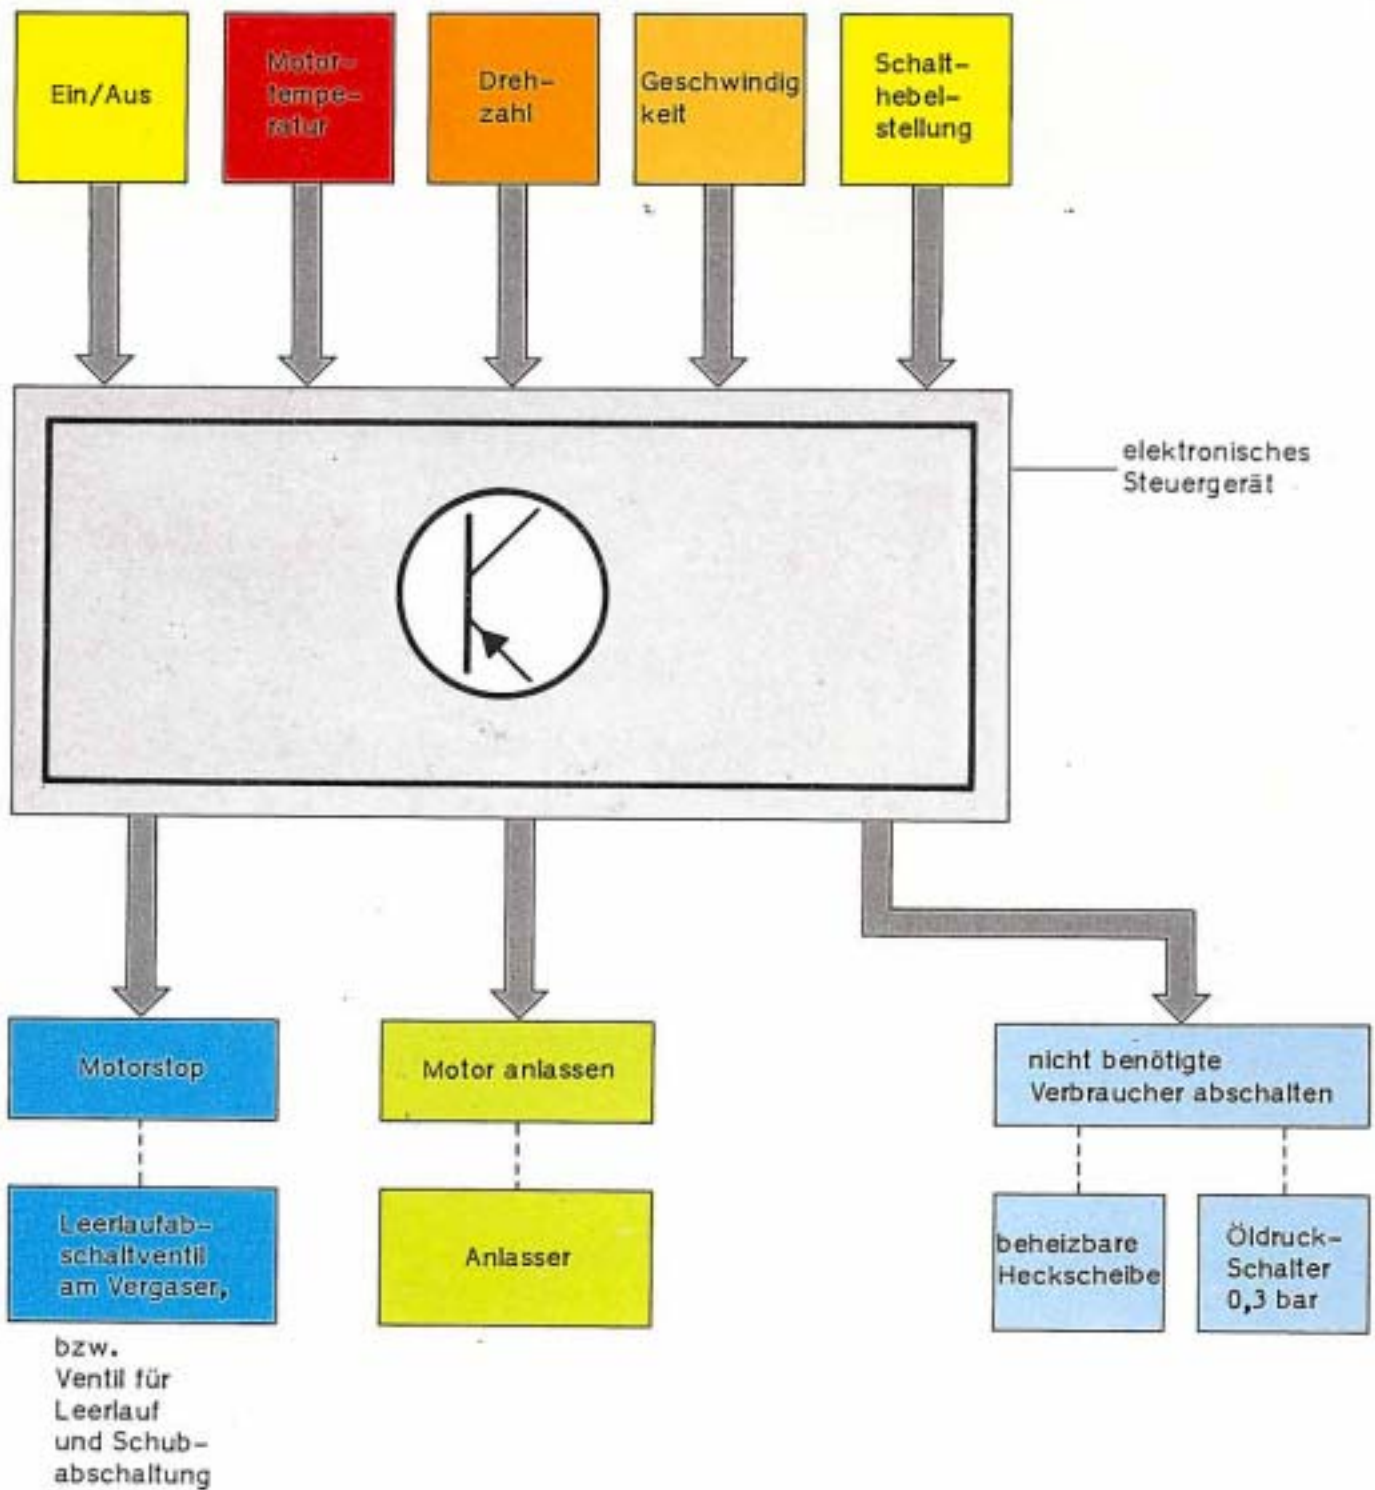 Ein/Aus
Motor-
tempe-
ratur
Dreh-
zahl
Geschwindig
keit
Schalt-
hebel-
stellung
elektronisches
Steuergerät
Motorstop
Motor anlassen
nicht benötigte
Verbraucher abschalten
Leerlaufab-
schaltventil
am Vergaser,
Anlasser
beheizbare
Heckscheibe
Öldruck-
Schalter
0,3 bar
bzw.
Ventil für
Leerlauf
und Schub-
abschaltung